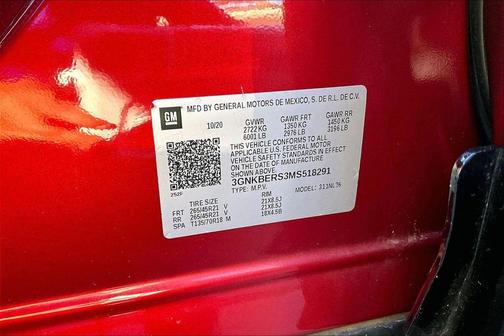 GM
MFD BY GENERAL MOTORS DE MEXICO, S. DE R.L. DE C.V.
10/20 GVWR GAWR FRT GAWR RR
2722 KG 1350 KG 1450 KG
6001 LB 2976 LB 3196 LB
THIS VEHICLE CONFORMS TO ALL
APPLICABLE U.S. FEDERAL MOTOR
VEHICLE SAFETY STANDARDS IN EFFECT
ON THE DATE OF MANUFACTURE
SHOWN ABOVE.
3GNKBERS3MS518291
TYPE: M.P.V. MODEL: 1NL26
252F
TIRE SIZE RIM
FRT 265/45R21 V 21X8.5J
RR 265/45R21 V 21X8.5J
SPA T135/70R18 M 18X4.5B